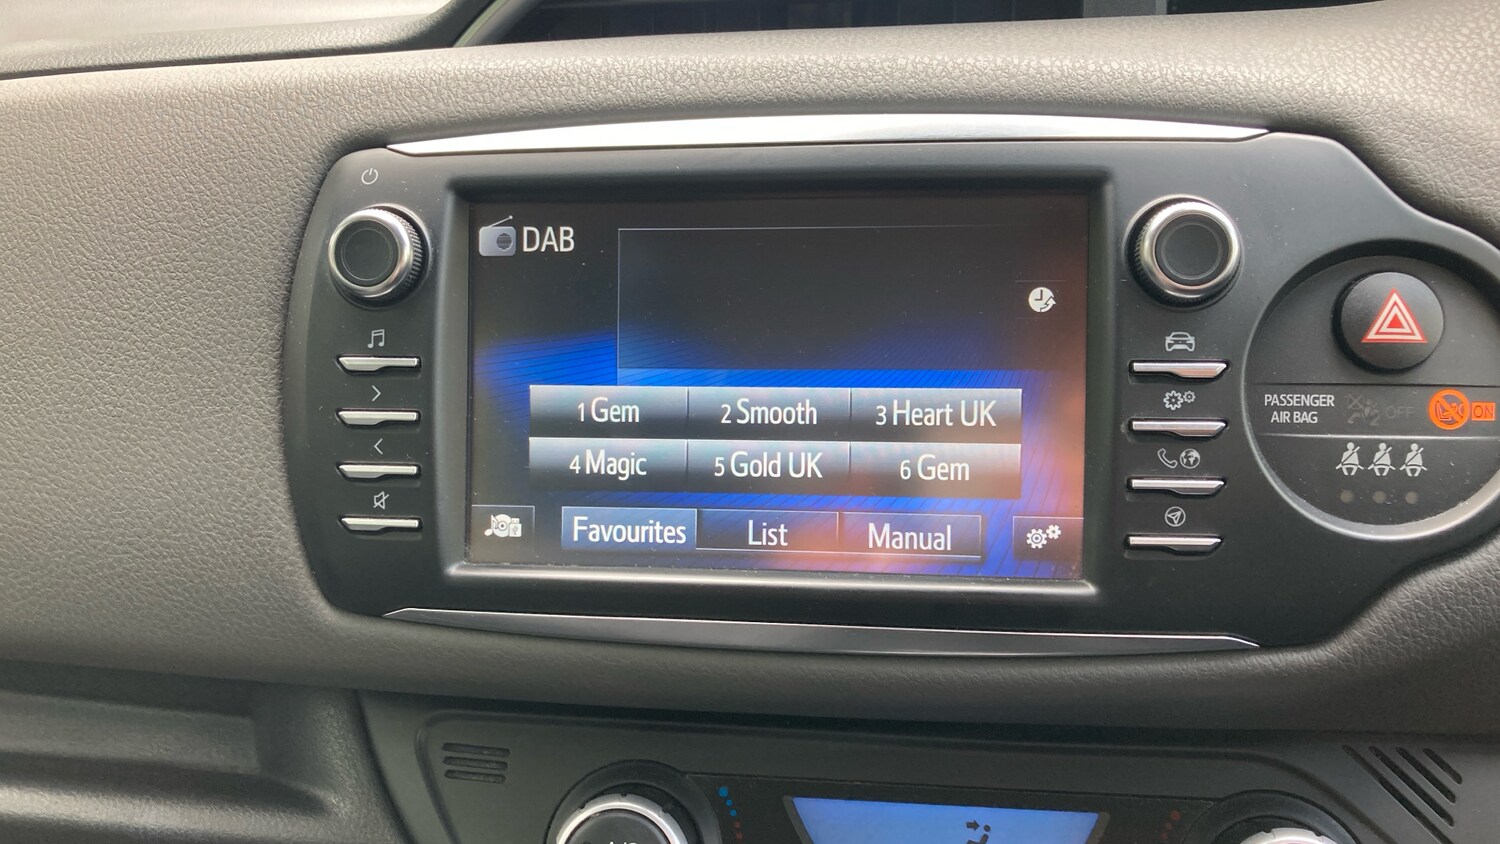 DAB
1 Gem 2 Smooth 3 Heart UK
4 Magic 5 Gold UK 6 Gem
Favourites List Manual
PASSENGER
AIR BAG
OFF
ON